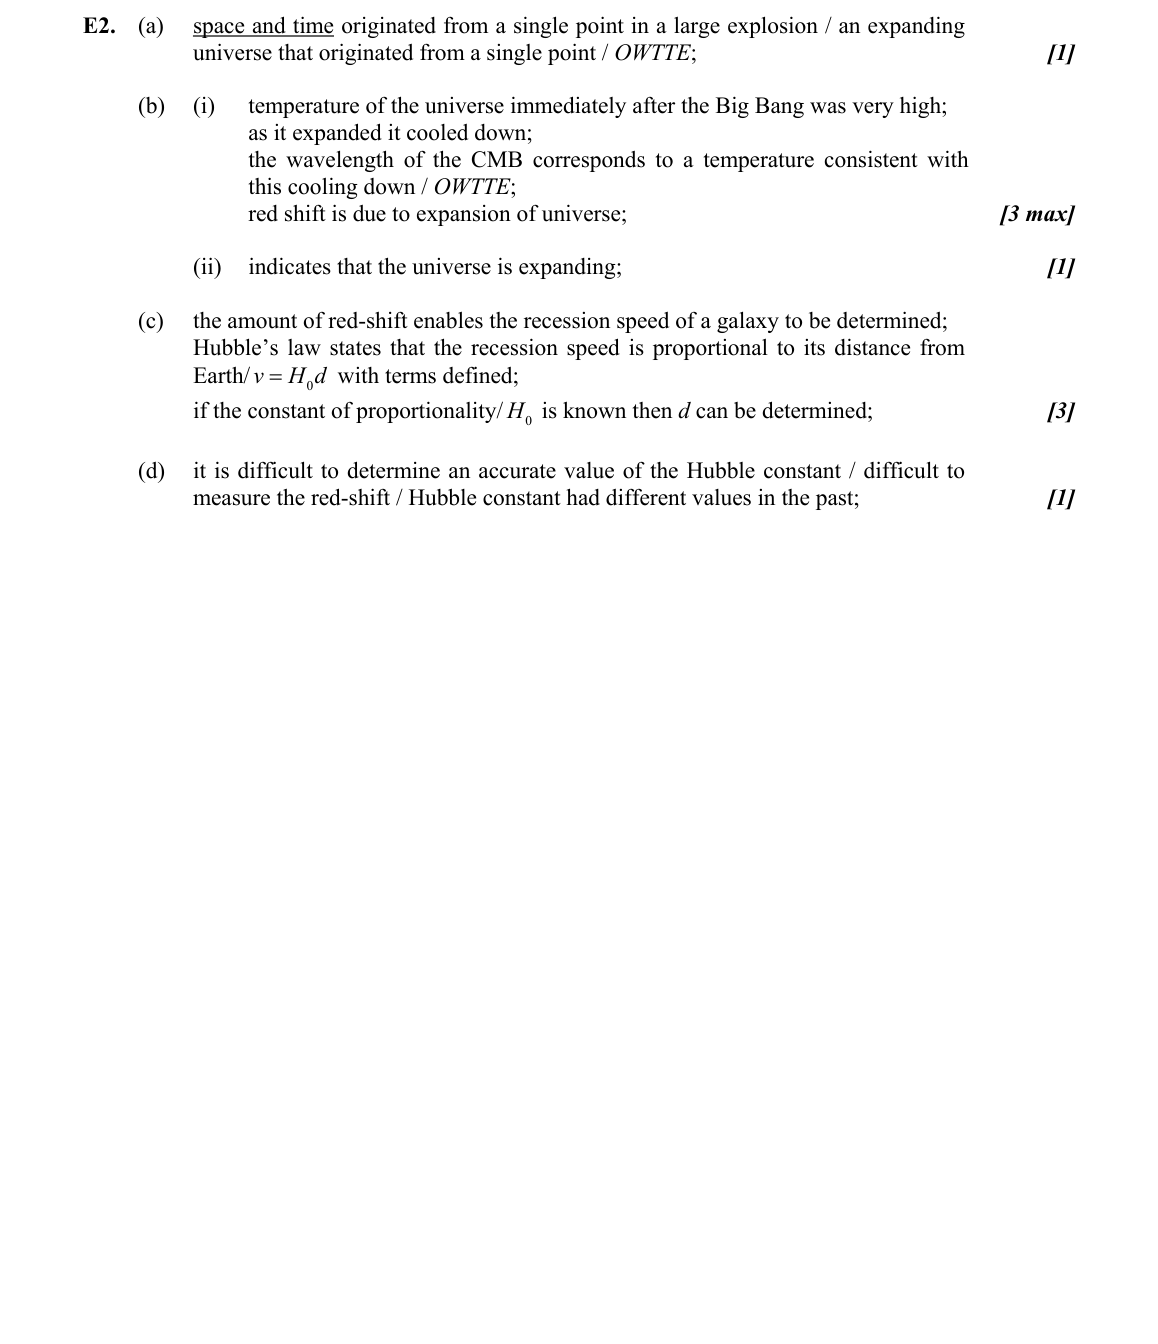 E2. (a) space and time originated from a single point in a large explosion / an expanding
universe that originated from a single point / OWTTE; [1]
(b) (i) temperature of the universe immediately after the Big Bang was very high;
as it expanded it cooled down;
the wavelength of the CMB corresponds to a temperature consistent with
this cooling down / OWTTE;
red shift is due to expansion of universe; [3 max]
(ii) indicates that the universe is expanding; [1]
(c) the amount of red-shift enables the recession speed of a galaxy to be determined;
Hubble’s law states that the recession speed is proportional to its distance from
Earth/ v = H₀d with terms defined;
if the constant of proportionality/ H₀ is known then d can be determined; [3]
(d) it is difficult to determine an accurate value of the Hubble constant / difficult to
measure the red-shift / Hubble constant had different values in the past; [1]